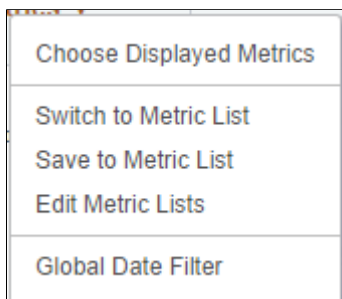 Choose Displayed Metrics
Switch to Metric List
Save to Metric List
Edit Metric Lists
Global Date Filter